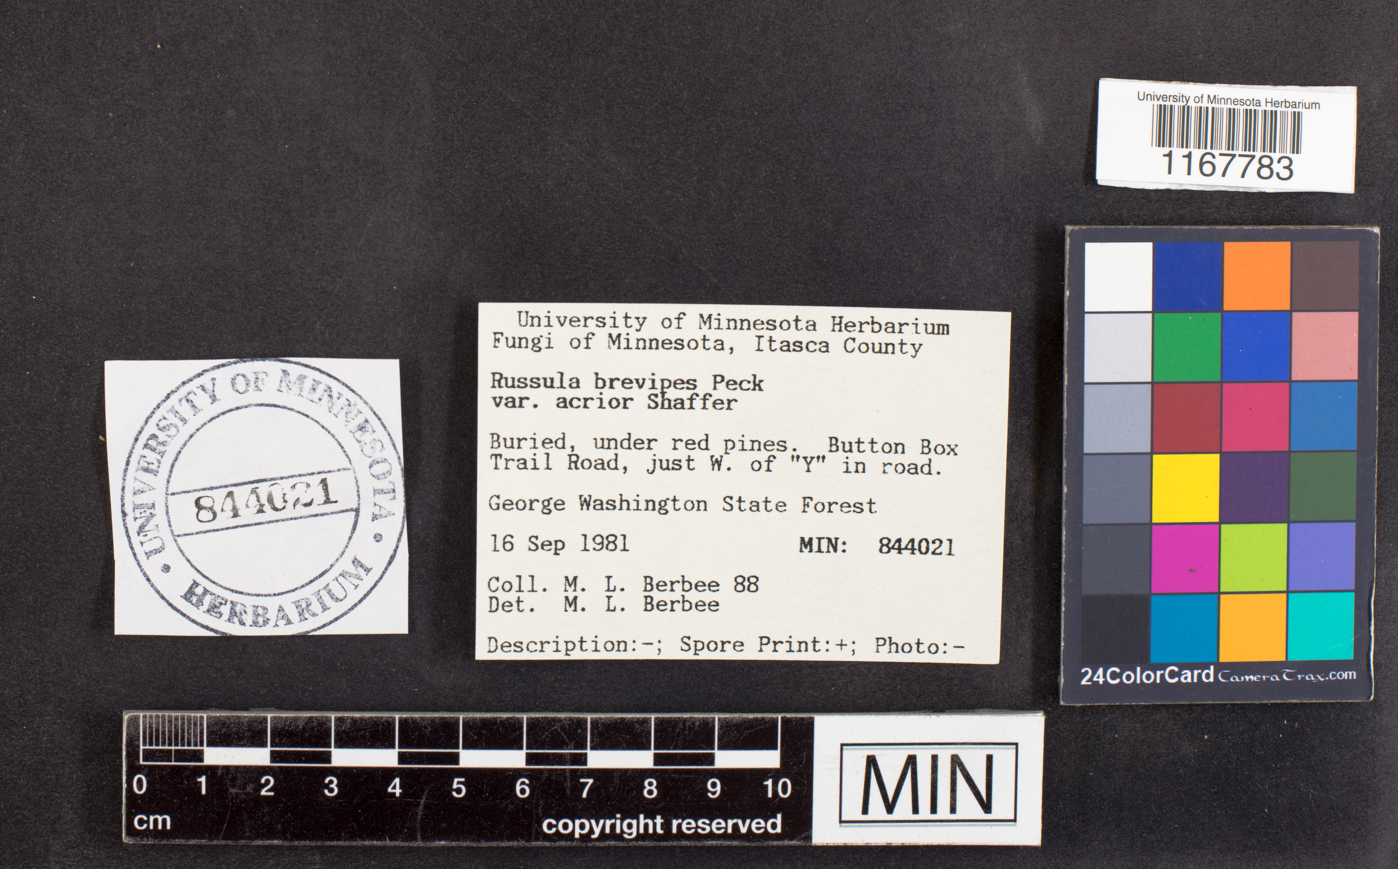 University of Minnesota Herbarium
1167783
University of Minnesota Herbarium
Fungi of Minnesota, Itasca County
Russula brevipes Peck
var. acrior Shaffer
Buried, under red pines. Button Box
Trail Road, just W. of "Y" in road.
George Washington State Forest
16 Sep 1981 MIN: 844021
Coll. M. L. Berbee 88
Det. M. L. Berbee
Description:-; Spore Print:+; Photo:-
UNIVERSITY OF MINNESOTA
844021
• HERBARIUM •
24ColorCard CameraTrax.com
0 1 2 3 4 5 6 7 8 9 10
cm
copyright reserved
MIN